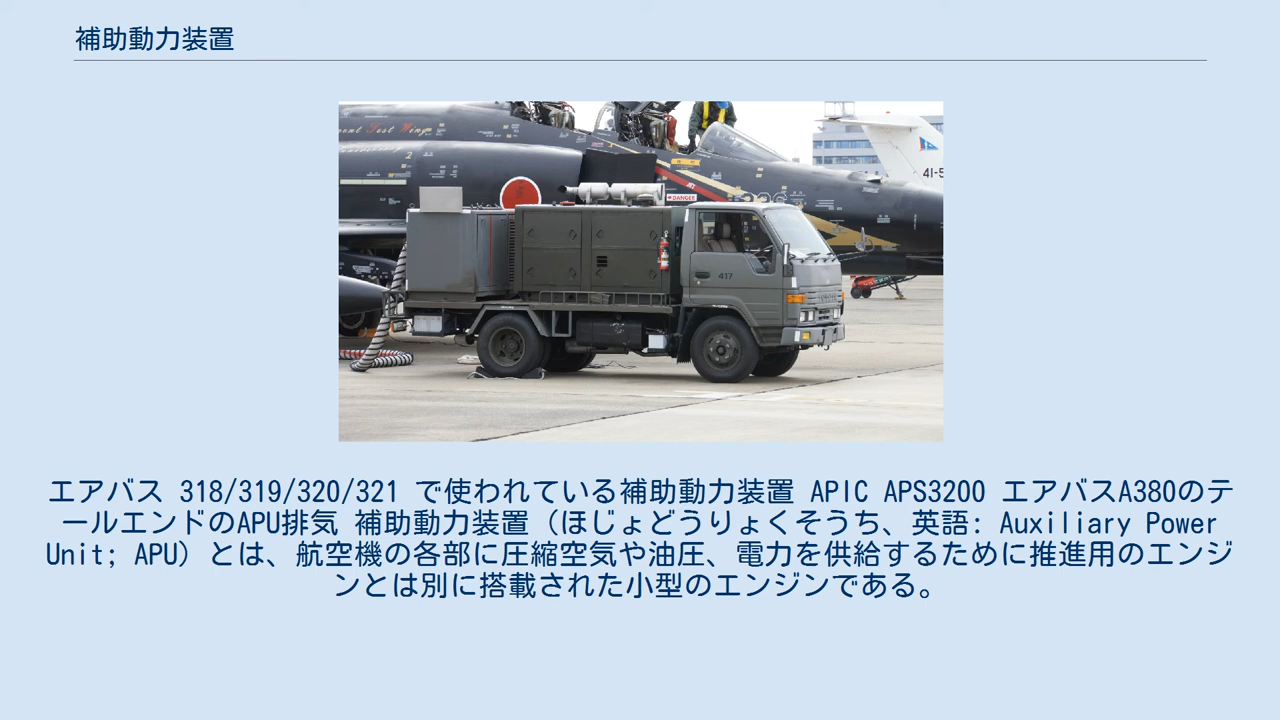 補助動力装置
41-5
DANGER
417
エアバス 318/319/320/321 で使われている補助動力装置 APIC APS3200 エアバスA380のテ
ールエンドのAPU排気 補助動力装置（ほじょどうりょくそうち、英語: Auxiliary Power
Unit; APU）とは、航空機の各部に圧縮空気や油圧、電力を供給するために推進用のエンジ
ンとは別に搭載された小型のエンジンである。